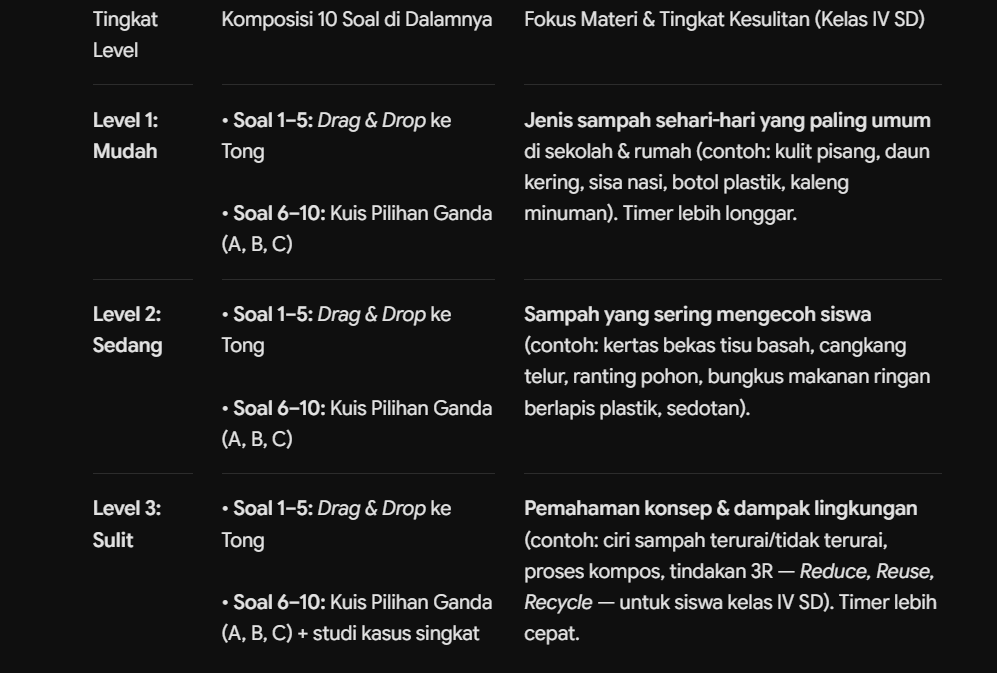 Tingkat Level
Komposisi 10 Soal di Dalamnya
Fokus Materi & Tingkat Kesulitan (Kelas IV SD)
Level 1:
Mudah
• Soal 1–5: Drag & Drop ke
Tong
• Soal 6–10: Kuis Pilihan Ganda
(A, B, C)
Jenis sampah sehari-hari yang paling umum
di sekolah & rumah (contoh: kulit pisang, daun
kering, sisa nasi, botol plastik, kaleng
minuman). Timer lebih longgar.
Level 2:
Sedang
• Soal 1–5: Drag & Drop ke
Tong
• Soal 6–10: Kuis Pilihan Ganda
(A, B, C)
Sampah yang sering mengecoh siswa
(contoh: kertas bekas tisu basah, cangkang
telur, ranting pohon, bungkus makanan ringan
berlapis plastik, sedotan).
Level 3:
Sulit
• Soal 1–5: Drag & Drop ke
Tong
• Soal 6–10: Kuis Pilihan Ganda
(A, B, C) + studi kasus singkat
Pemahaman konsep & dampak lingkungan
(contoh: ciri sampah terurai/tidak terurai,
proses kompos, tindakan 3R — Reduce, Reuse,
Recycle — untuk siswa kelas IV SD). Timer lebih
cepat.